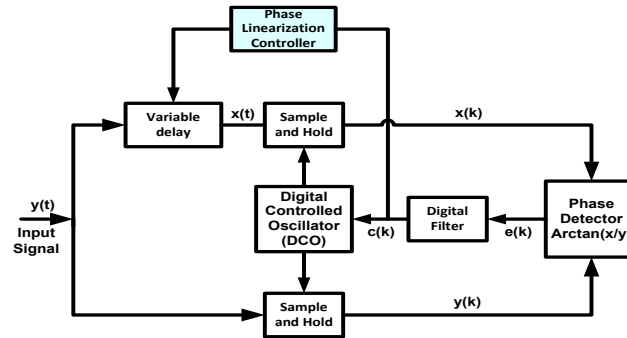 Phase
Linearization
Controller
Variable
delay
x(t)
Sample
and Hold
x(k)
y(t)
Input
Signal
Digital
Controlled
Oscillator
(DCO)
c(k)
Digital
Filter
e(k)
Phase
Detector
Arctan(x/y
Sample
and Hold
y(k)